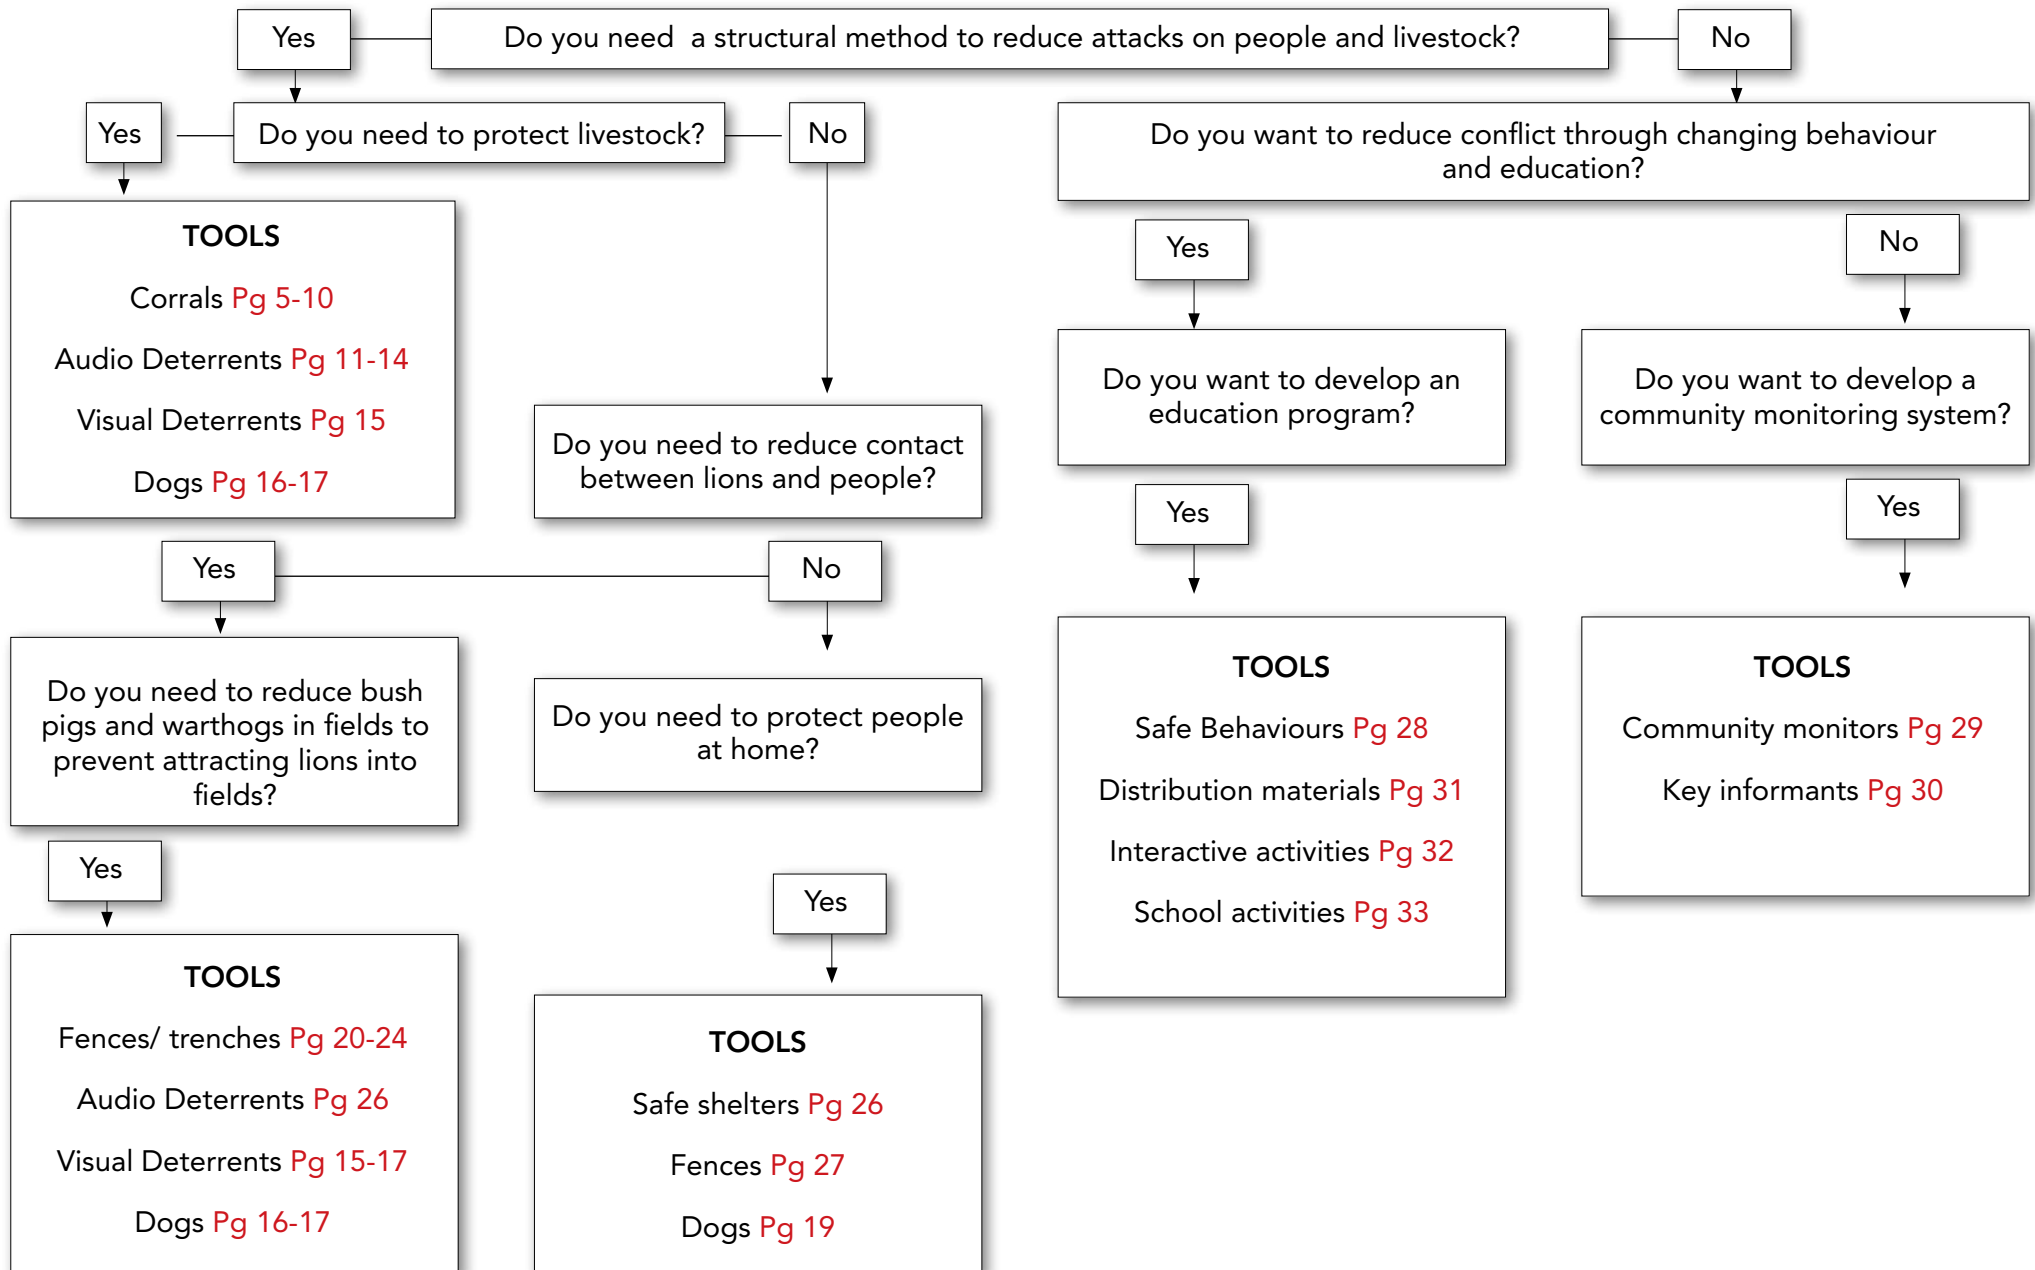 Yes
Do you need  a structural method to reduce attacks on people and livestock?
No
Yes
Do you need to protect livestock?
No
Do you want to reduce conflict through changing behaviour
and education?
TOOLS
Corrals Pg 5-10
Audio Deterrents Pg 11-14
Visual Deterrents Pg 15
Dogs Pg 16-17
Yes
No
Do you need to reduce contact
between lions and people?
Do you want to develop an
education program?
Do you want to develop a
community monitoring system?
Yes
No
Yes
Yes
Do you need to reduce bush
pigs and warthogs in fields to
prevent attracting lions into
fields?
Do you need to protect people
at home?
TOOLS
Safe Behaviours Pg 28
Distribution materials Pg 31
Interactive activities Pg 32
School activities Pg 33
TOOLS
Community monitors Pg 29
Key informants Pg 30
Yes
Yes
TOOLS
Fences/ trenches Pg 20-24
Audio Deterrents Pg 26
Visual Deterrents Pg 15-17
Dogs Pg 16-17
TOOLS
Safe shelters Pg 26
Fences Pg 27
Dogs Pg 19